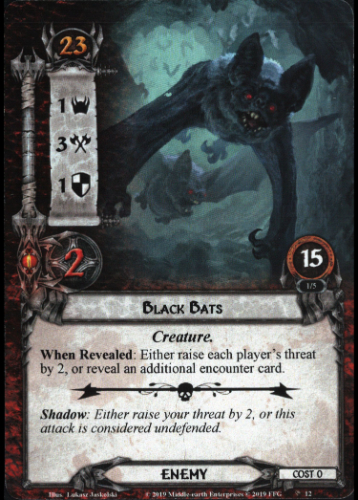 23
1
3
1
2
15
1/5
BLACK BATS
Creature.
When Revealed: Either raise each player's threat
by 2, or reveal an additional encounter card.
Shadow: Either raise your threat by 2, or this
attack is considered undefended.
ENEMY
COST 0
Illus. Lukasz Jaskolski © 2019 Middle-earth Enterprises © 2019 FFG 12